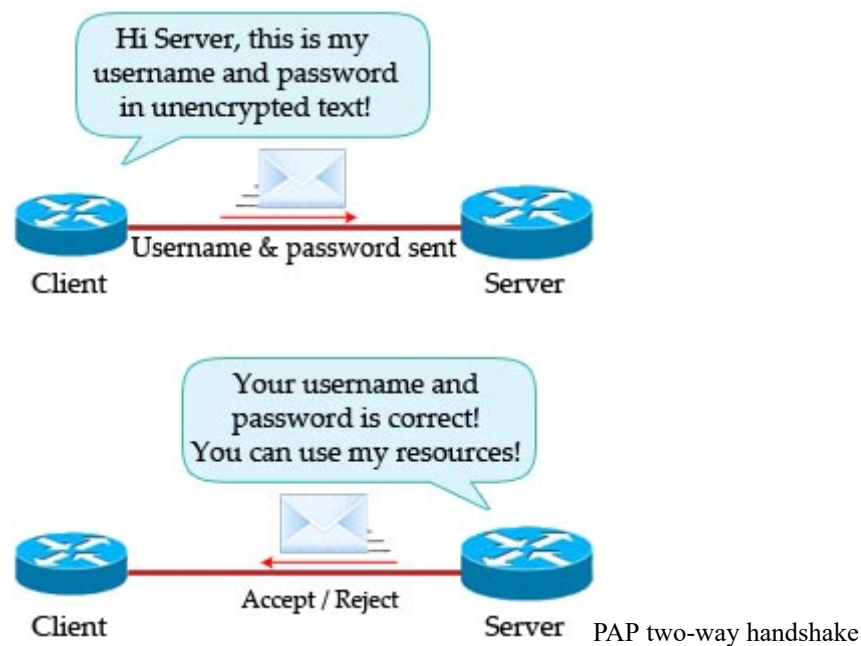 Hi Server, this is my
username and password
in unencrypted text!
Username & password sent
Client
Server
Your username and
password is correct!
You can use my resources!
Accept / Reject
Client
Server
PAP two-way handshake